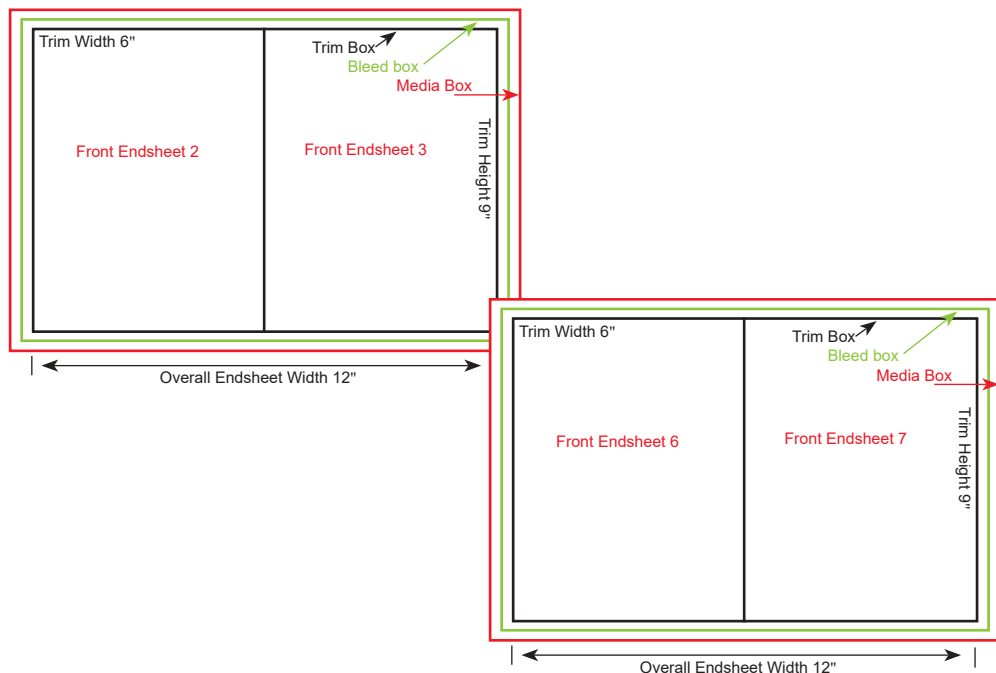 Trim Width 6"
Trim Box
Bleed box
Media Box
Trim Height 9"
Front Endsheet 2
Front Endsheet 3
Overall Endsheet Width 12"
Trim Width 6"
Trim Box
Bleed box
Media Box
Trim Height 9"
Front Endsheet 6
Front Endsheet 7
Overall Endsheet Width 12"